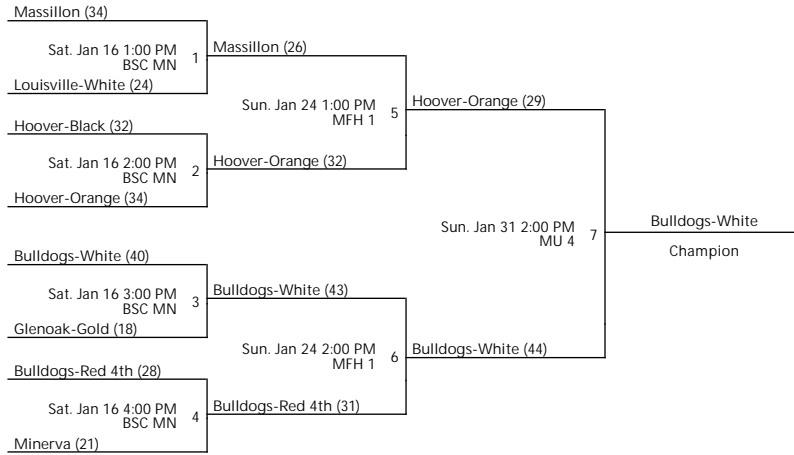 Massillon (34)
Sat. Jan 16 1:00 PM
BSC MN
1
Louisville-White (24)
Massillon (26)
Hoover-Black (32)
Sat. Jan 16 2:00 PM
BSC MN
2
Hoover-Orange (34)
Sun. Jan 24 1:00 PM
MFH 1
5
Hoover-Orange (32)
Hoover-Orange (29)
Bulldogs-White (40)
Sat. Jan 16 3:00 PM
BSC MN
3
Glenoak-Gold (18)
Bulldogs-White (43)
Bulldogs-Red 4th (28)
Sat. Jan 16 4:00 PM
BSC MN
4
Minerva (21)
Sun. Jan 24 2:00 PM
MFH 1
6
Bulldogs-Red 4th (31)
Bulldogs-White (44)
Sun. Jan 31 2:00 PM
MU 4
7
Bulldogs-White
Champion